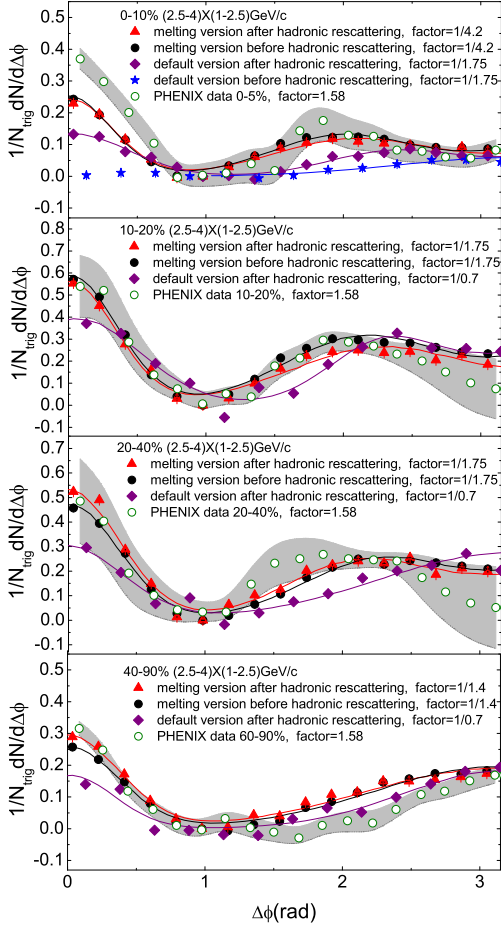 0-10% (2.5-4)X(1-2.5)GeV/c
melting version after hadronic rescattering, factor=1/4.2
melting version before hadronic rescattering, factor=1/4.2
default version after hadronic rescattering, factor=1/1.75
default version before hadronic rescattering, factor=1/1.75
PHENIX data 0-5%, factor=1.58
0.5
0.4
0.3
0.2
0.1
0.0
-0.1
1/N_trig dN/dΔϕ
10-20% (2.5-4)X(1-2.5)GeV/c
melting version after hadronic rescattering, factor=1/1.75
melting version before hadronic rescattering, factor=1/1.75
default version after hadronic rescattering, factor=1/0.7
PHENIX data 10-20%, faxtor=1.58
0.8
0.7
0.6
0.5
0.4
0.3
0.2
0.1
0.0
-0.1
1/N_trig dN/dΔϕ
20-40% (2.5-4)X(1-2.5)GeV/c
melting version after hadronic rescattering, factor=1/1.75
melting version before hadronic rescattering, factor=1/1.75
default version after hadronic rescattering, factor=1/0.7
PHENIX data 20-40%, factor=1.58
0.7
0.6
0.5
0.4
0.3
0.2
0.1
0.0
-0.1
1/N_trig dN/dΔϕ
40-90% (2.5-4)X(1-2.5)GeV/c
melting version after hadronic rescattering, factor=1/1.4
melting version before hadronic rescattering, factor=1/1.4
default version after hadronic rescattering, factor=1/0.7
PHENIX data 60-90%, factor=1.58
0.5
0.4
0.3
0.2
0.1
0.0
-0.1
1/N_trig dN/dΔϕ
0 1 2 3
Δϕ(rad)